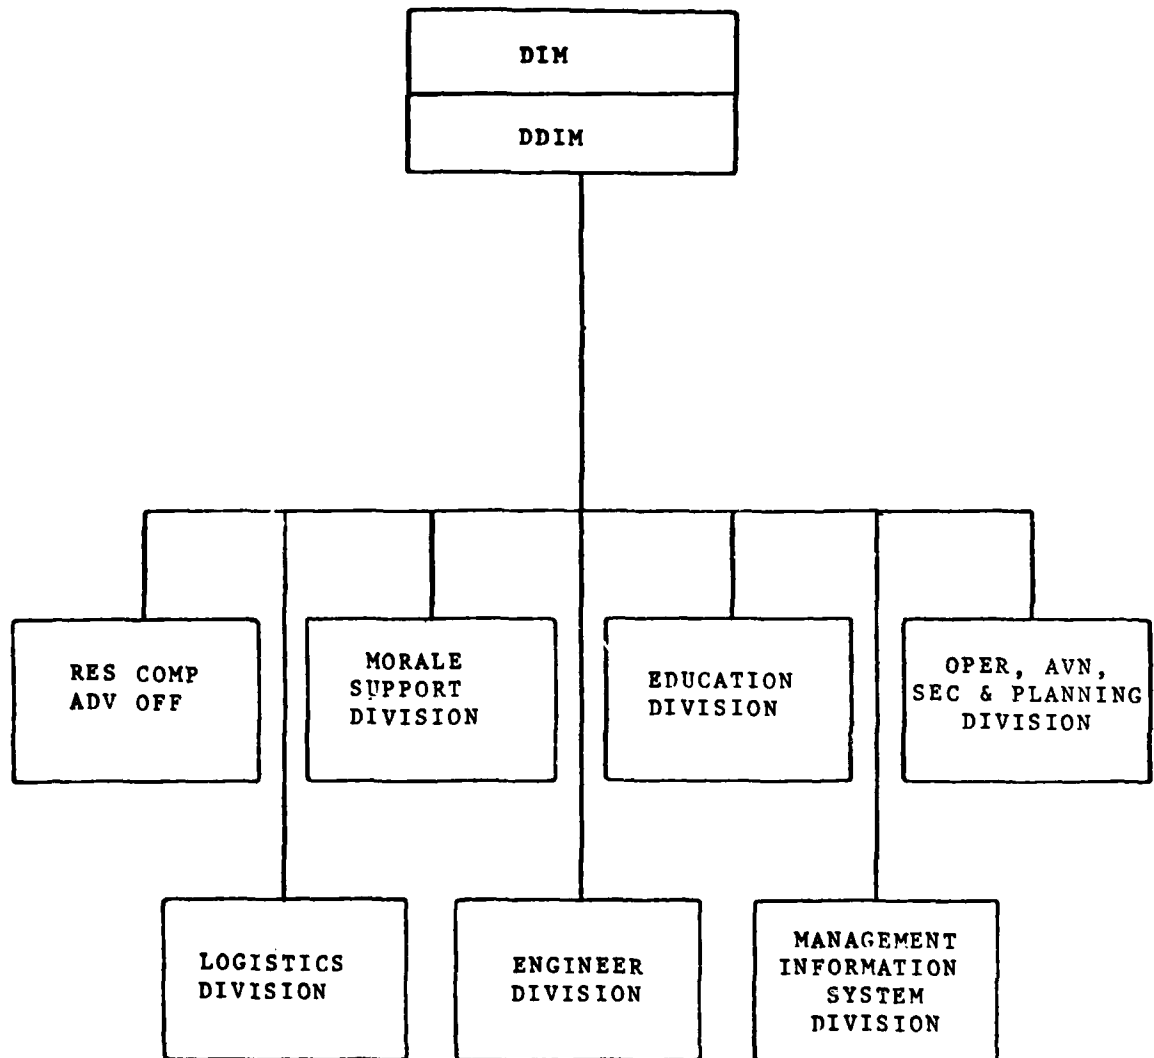 DIM
DDIM
RES COMP
ADV OFF
MORALE
SUPPORT
DIVISION
EDUCATION
DIVISION
OPER, AVN,
SEC & PLANNING
DIVISION
LOGISTICS
DIVISION
ENGINEER
DIVISION
MANAGEMENT
INFORMATION
SYSTEM
DIVISION